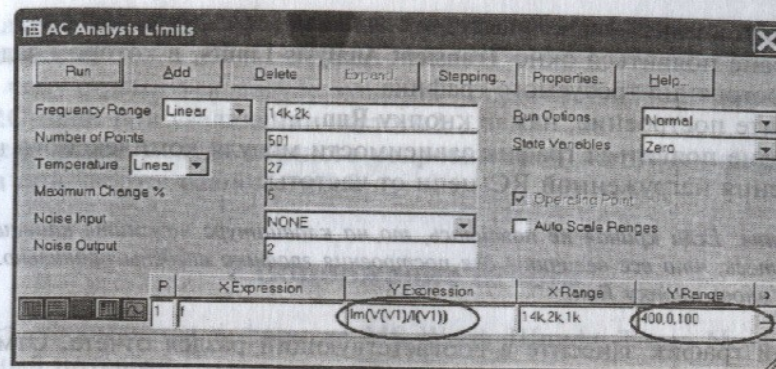 AC Analysis Limits
Run Add Delete Expand... Stepping... Properties... Help...
Frequency Range Linear 14k,2k Run Options Normal
Number of Points 501 State Variables Zero
Temperature Linear 27
Maximum Change % 5 Operating Point
Noise Input NONE Auto Scale Ranges
Noise Output 2
P X Expression Y Expression X Range Y Range >
1 f Im(V(V1)/I(V1)) 14k,2k,1k 400,0,100